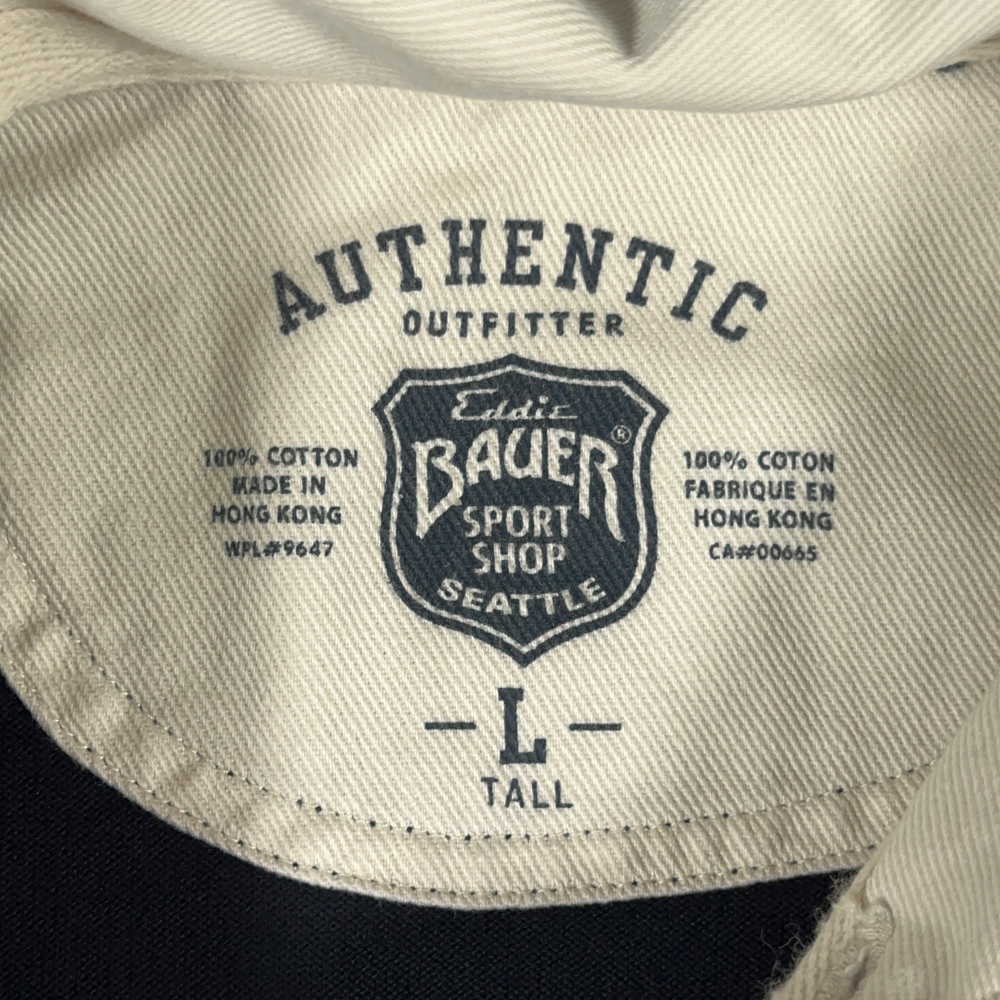 AUTHENTIC
OUTFITTER
Eddie
BAUER®
SPORT
SHOP
SEATTLE
100% COTTON
MADE IN
HONG KONG
WPL#9647
100% COTON
FABRIQUE EN
HONG KONG
CA#00665
- L -
TALL